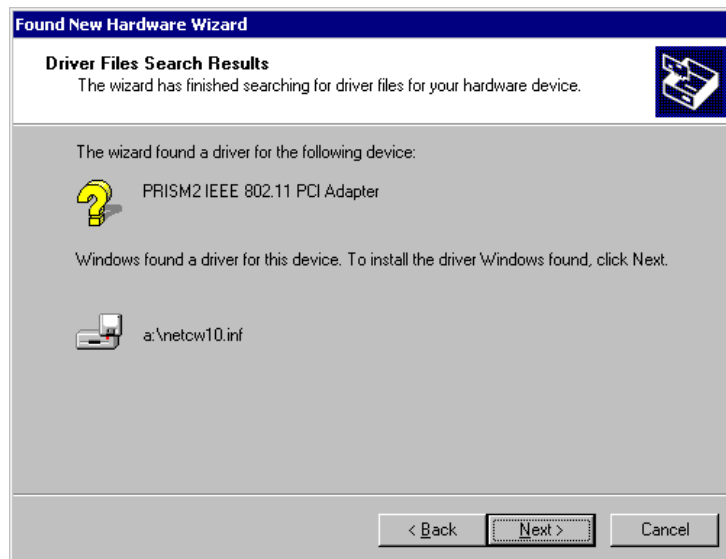 Found New Hardware Wizard
Driver Files Search Results
The wizard has finished searching for driver files for your hardware device.
The wizard found a driver for the following device:
PRISM2 IEEE 802.11 PCI Adapter
Windows found a driver for this device. To install the driver Windows found, click Next.
a:\netcw10.inf
< Back
Next >
Cancel